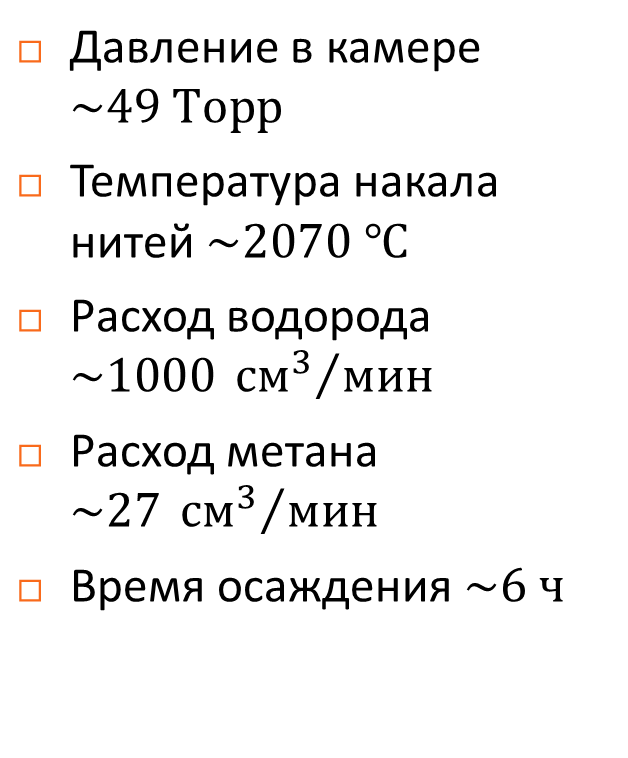 Давление в камере
~49 Торр
Температура накала
нитей ~2070 °C
Расход водорода
~1000 см³/мин
Расход метана
~27 см³/мин
Время осаждения ~6 ч